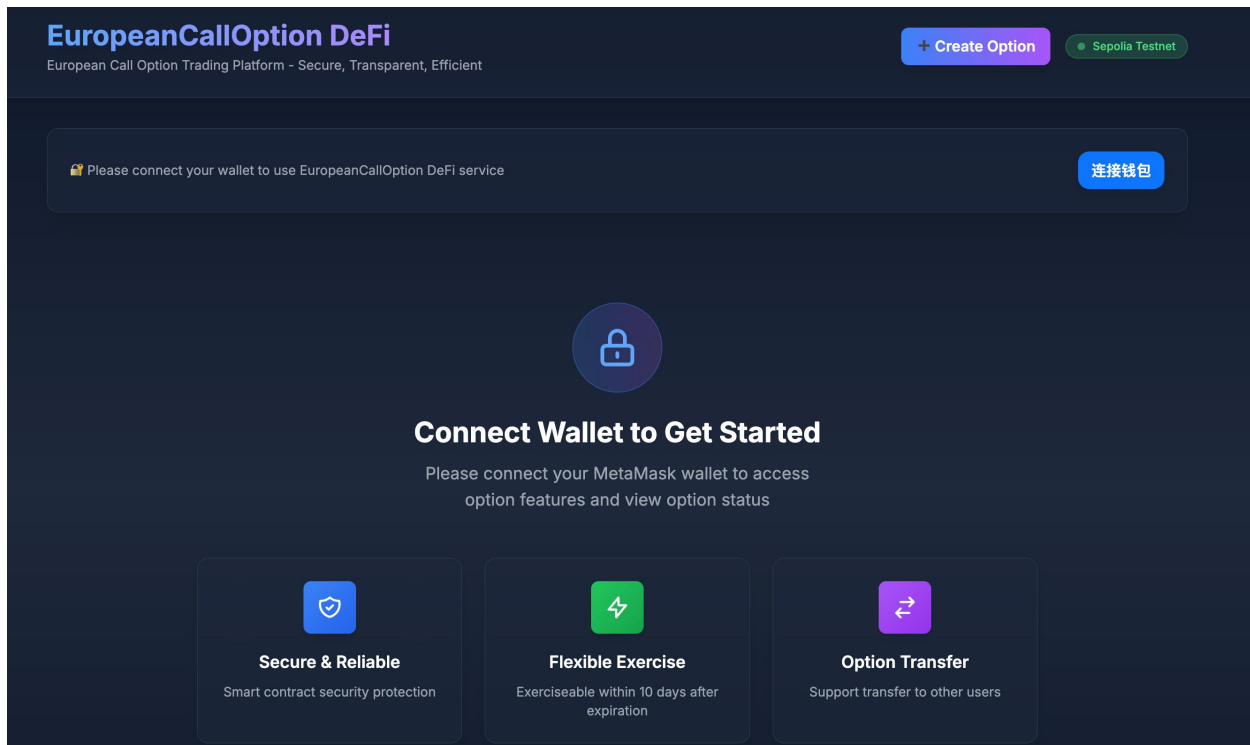 EuropeanCallOption DeFi
European Call Option Trading Platform - Secure, Transparent, Efficient
➕ Create Option
Sepolia Testnet
🔐 Please connect your wallet to use EuropeanCallOption DeFi service
连接钱包
Connect Wallet to Get Started
Please connect your MetaMask wallet to access
option features and view option status
Secure & Reliable
Smart contract security protection
Flexible Exercise
Exerciseable within 10 days after
expiration
Option Transfer
Support transfer to other users